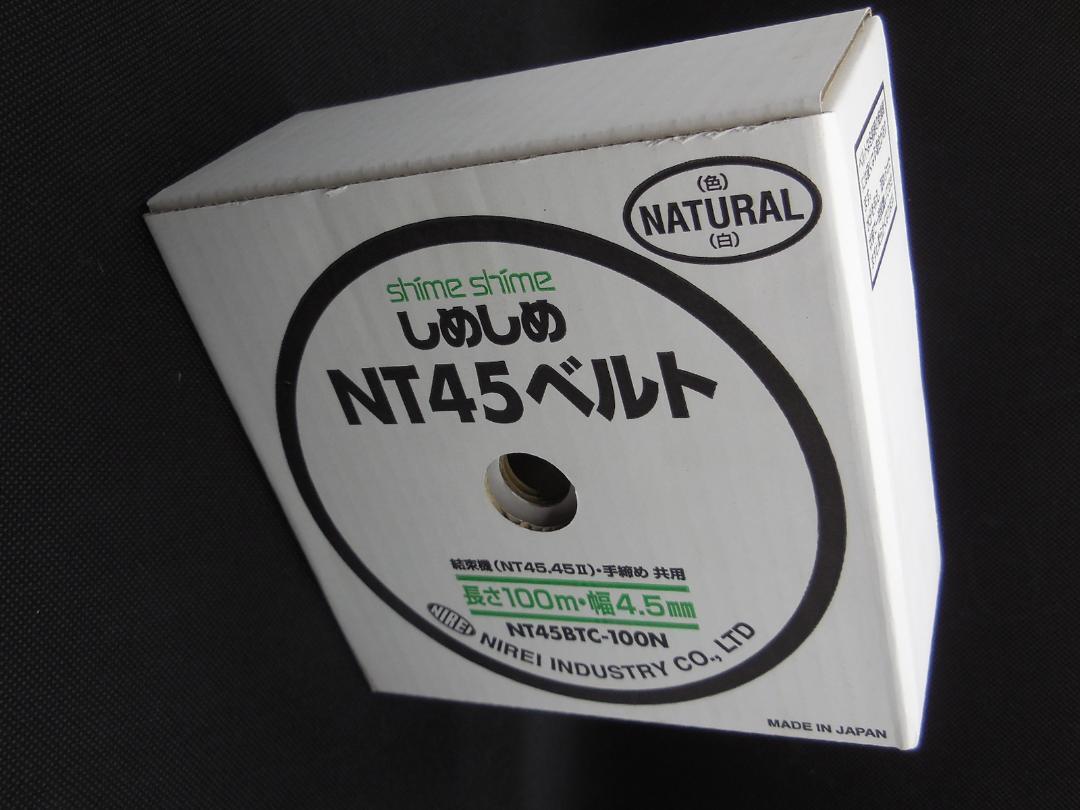 (色)
NATURAL
(白)
shime shime
しめしめ
NT45ベルト
結束機(NT45,45Ⅱ)・手締め 共用
長さ100m・幅4.5mm
NT45BTC-100N
NIREI NIREI INDUSTRY CO., LTD
MADE IN JAPAN